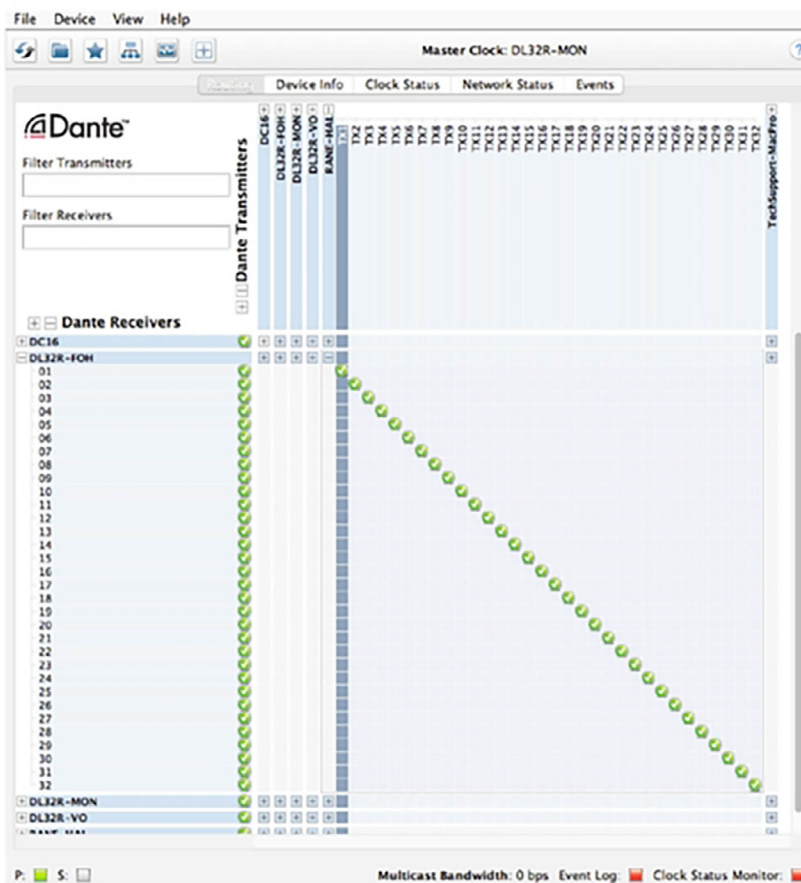 File Device View Help
Master Clock: DL32R-MON
?
Device Info Clock Status Network Status Events
Dante™
Filter Transmitters
Filter Receivers
Dante Transmitters
DC16
DL32R-FOH
DL32R-MON
DL32R-VO
RANE-HAL
TX1
TX2
TX3
TX4
TX5
TX6
TX7
TX8
TX9
TX10
TX11
TX12
TX13
TX14
TX15
TX16
TX17
TX18
TX19
TX20
TX21
TX22
TX23
TX24
TX25
TX26
TX27
TX28
TX29
TX30
TX31
TX32
TechSupport-MacPro
Dante Receivers
DC16
DL32R-FOH
01
02
03
04
05
06
07
08
09
10
11
12
13
14
15
16
17
18
19
20
21
22
23
24
25
26
27
28
29
30
31
32
DL32R-MON
DL32R-VO
RANE-HAL
P: S: Multicast Bandwidth: 0 bps Event Log: Clock Status Monitor: